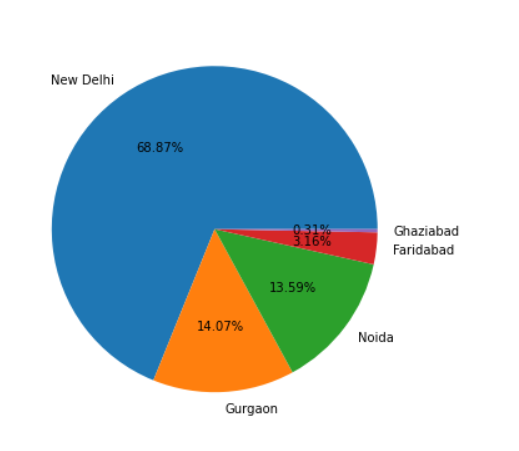 New Delhi
68.87%
0.31%
Ghaziabad
3.16%
Faridabad
13.59%
14.07%
Noida
Gurgaon